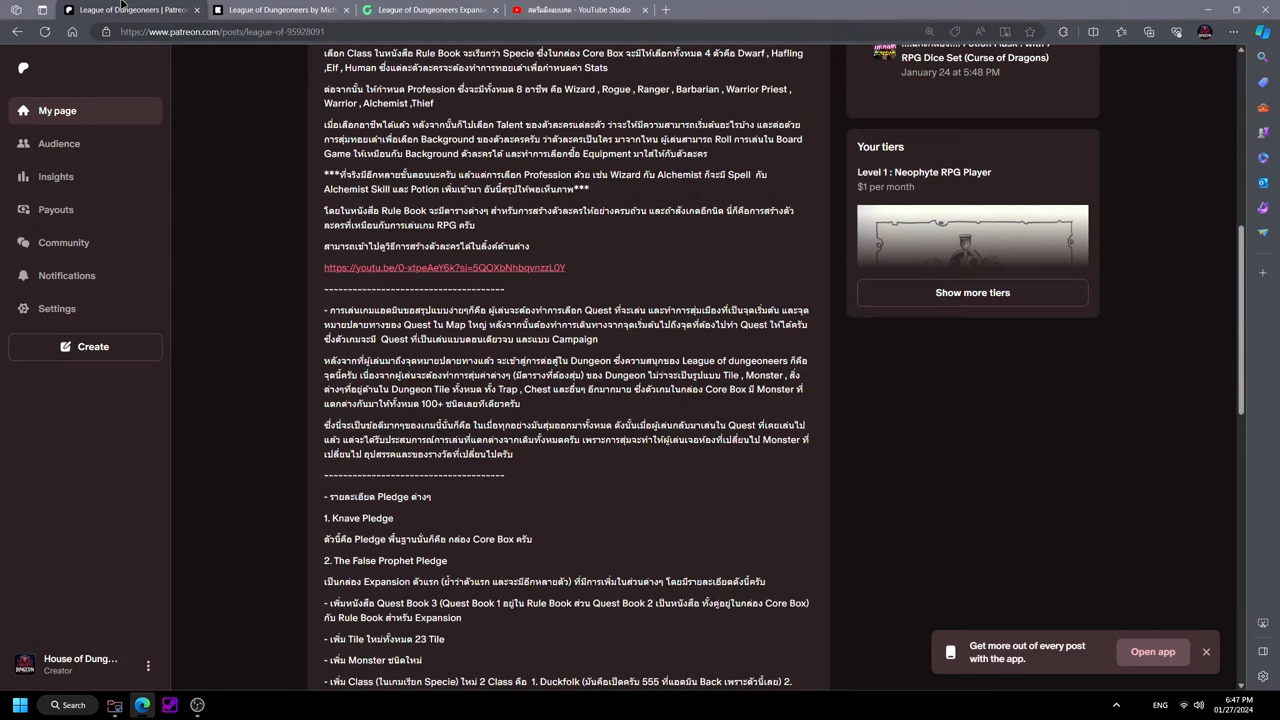 League of Dungeoneers | Patreon
League of Dungeoneers by Mich
League of Dungeoneers Expansi
สตรีมมิงแบบสด - YouTube Studio
https://www.patreon.com/posts/league-of-95928091
เลือก Class ในหนังสือ Rule Book จะเรียกว่า Specie ซึ่งในกล่อง Core Box จะมีให้เลือกทั้งหมด 4 ตัวคือ Dwarf , Hafling
,Elf , Human ซึ่งแต่ละตัวละครจะต้องทำการทอยเต๋าเพื่อกำหนดค่า Stats
ต่อจากนั้น ให้กำหนด Profession ซึ่งจะมีทั้งหมด 8 อาชีพ คือ Wizard , Rogue , Ranger , Barbarian , Warrior Priest ,
Warrior , Alchemist ,Thief
เมื่อเลือกอาชีพได้แล้ว หลังจากนั้นก็ไปเลือก Talent ของตัวละครแต่ละตัว ว่าจะให้มีความสามารถเริ่มต้นอะไรบ้าง และต่อด้วย
การสุ่มทอยเต๋าเพื่อเลือก Background ของตัวละครครับ ว่าตัวละครเป็นใคร มาจากไหน ผู้เล่นสามารถ Roll การเล่นใน Board
Game ให้เหมือนกับ Background ตัวละครได้ และทำการเลือกซื้อ Equipment มาใส่ให้กับตัวละคร
***ที่จริงมีอีกหลายขั้นตอนนะครับ แล้วแต่การเลือก Profession ด้วย เช่น Wizard กับ Alchemist ก็จะมี Spell กับ
Alchemist Skill และ Potion เพิ่มเข้ามา อันนี้สรุปให้พอเห็นภาพ***
โดยในหนังสือ Rule Book จะมีตารางต่างๆ สำหรับการสร้างตัวละครให้อย่างครบถ้วน และถ้าสังเกตอีกนิด นี่ก็คือการสร้างตัว
ละครที่เหมือนกับการเล่นเกม RPG ครับ
สามารถเข้าไปดูวิธีการสร้างตัวละครได้ในลิ้งค์ด้านล่าง
https://youtu.be/0-xtpeAeY6k?si=5QOXbNhbqvnzzL0Y
~~~~~~~~~~~~~~~~~~~~~~~~~~~~~~~~~~~~~
- การเล่นเกมแอดมินขอสรุปแบบง่ายๆก็คือ ผู้เล่นจะต้องทำการเลือก Quest ที่จะเล่น และทำการสุ่มเมืองที่เป็นจุดเริ่มต้น และจุด
หมายปลายทางของ Quest ใน Map ใหญ่ หลังจากนั้นต้องทำการเดินทางจากจุดเริ่มต้นไปถึงจุดที่ต้องไปทำ Quest ให้ได้ครับ
ซึ่งตัวเกมจะมี Quest ที่เป็นเล่นแบบตอนเดียวจบ และแบบ Campaign
หลังจากที่ผู้เล่นมาถึงจุดหมายปลายทางแล้ว จะเข้าสู่การต่อสู้ใน Dungeon ซึ่งความสนุกของ League of dungeoneers ก็คือ
จุดนี้ครับ เนื่องจากผู้เล่นจะต้องทำการสุ่มค่าต่างๆ (มีตารางที่ต้องสุ่ม) ของ Dungeon ไม่ว่าจะเป็นรูปแบบ Tile , Monster , สิ่ง
ต่างๆที่อยู่ด้านใน Dungeon Tile ทั้งหมด ทั้ง Trap , Chest และอื่นๆ อีกมากมาย ซึ่งตัวเกมในกล่อง Core Box มี Monster ที่
แตกต่างกันมาให้ทั้งหมด 100+ ชนิดเลยทีเดียวครับ
ซึ่งนี่จะเป็นข้อดีมากๆของเกมนี้นั่นก็คือ ในเมื่อทุกอย่างมันสุ่มออกมาทั้งหมด ดังนั้นเมื่อผู้เล่นกลับมาเล่นใน Quest ที่เคยเล่นไป
แล้ว แต่จะได้รับประสบการณ์การเล่นที่แตกต่างจากเดิมทั้งหมดครับ เพราะการสุ่มจะทำให้ผู้เล่นเจอห้องที่เปลี่ยนไป Monster ที่
เปลี่ยนไป อุปสรรคและของรางวัลที่เปลี่ยนไปครับ
~~~~~~~~~~~~~~~~~~~~~~~~~~~~~~~~~~~~~
- รายละเอียด Pledge ต่างๆ
1. Knave Pledge
ตัวนี้คือ Pledge พื้นฐานนั่นก็คือ กล่อง Core Box ครับ
2. The False Prophet Pledge
เป็นกล่อง Expansion ตัวแรก (ย้ำว่าตัวแรก และจะมีอีกหลายตัว) ที่มีการเพิ่มในส่วนต่างๆ โดยมีรายละเอียดดังนี้ครับ
- เพิ่มหนังสือ Quest Book 3 (Quest Book 1 อยู่ใน Rule Book ส่วน Quest Book 2 เป็นหนังสือ ทั้งคู่อยู่ในกล่อง Core Box)
กับ Rule Book สำหรับ Expansion
- เพิ่ม Tile ใหม่ทั้งหมด 23 Tile
- เพิ่ม Monster ชนิดใหม่
- เพิ่ม Class (ในเกมเรียก Specie) ใหม่ 2 Class คือ 1. Duckfolk (มันคือเป็ดครับ 555 ที่แอดมิน Back เพราะตัวนี้เลย) 2.
My page
Audience
Insights
Payouts
Community
Notifications
Settings
Create
House of Dung...
Creator
RPG Dice Set (Curse of Dragons)
January 24 at 5:48 PM
Your tiers
Level 1 : Neophyte RPG Player
$1 per month
Show more tiers
Get more out of every post
with the app.
Open app
Search
ENG
6:47 PM
01/27/2024